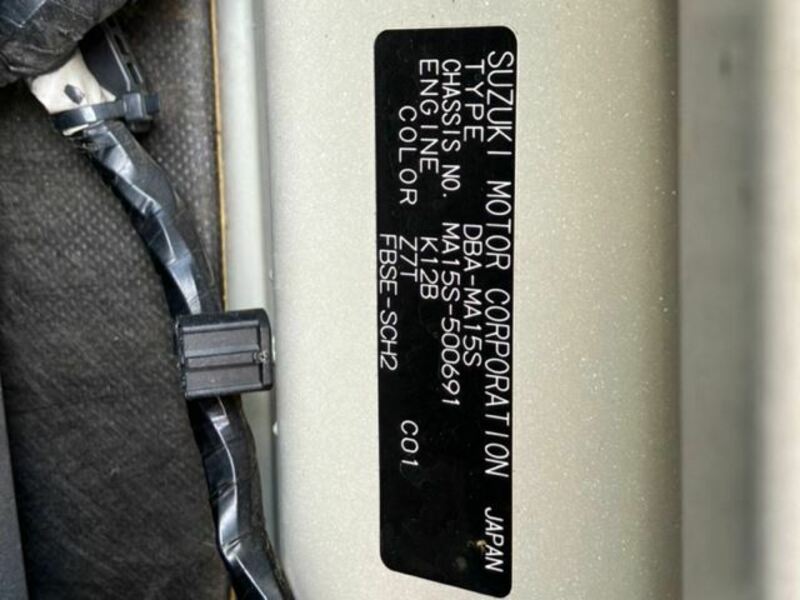 SUZUKI MOTOR CORPORATION JAPAN
TYPE DBA-MA15S
CHASSIS NO. MA15S-500691
ENGINE K12B
COLOR Z7T
FBSE-SCH2 C01